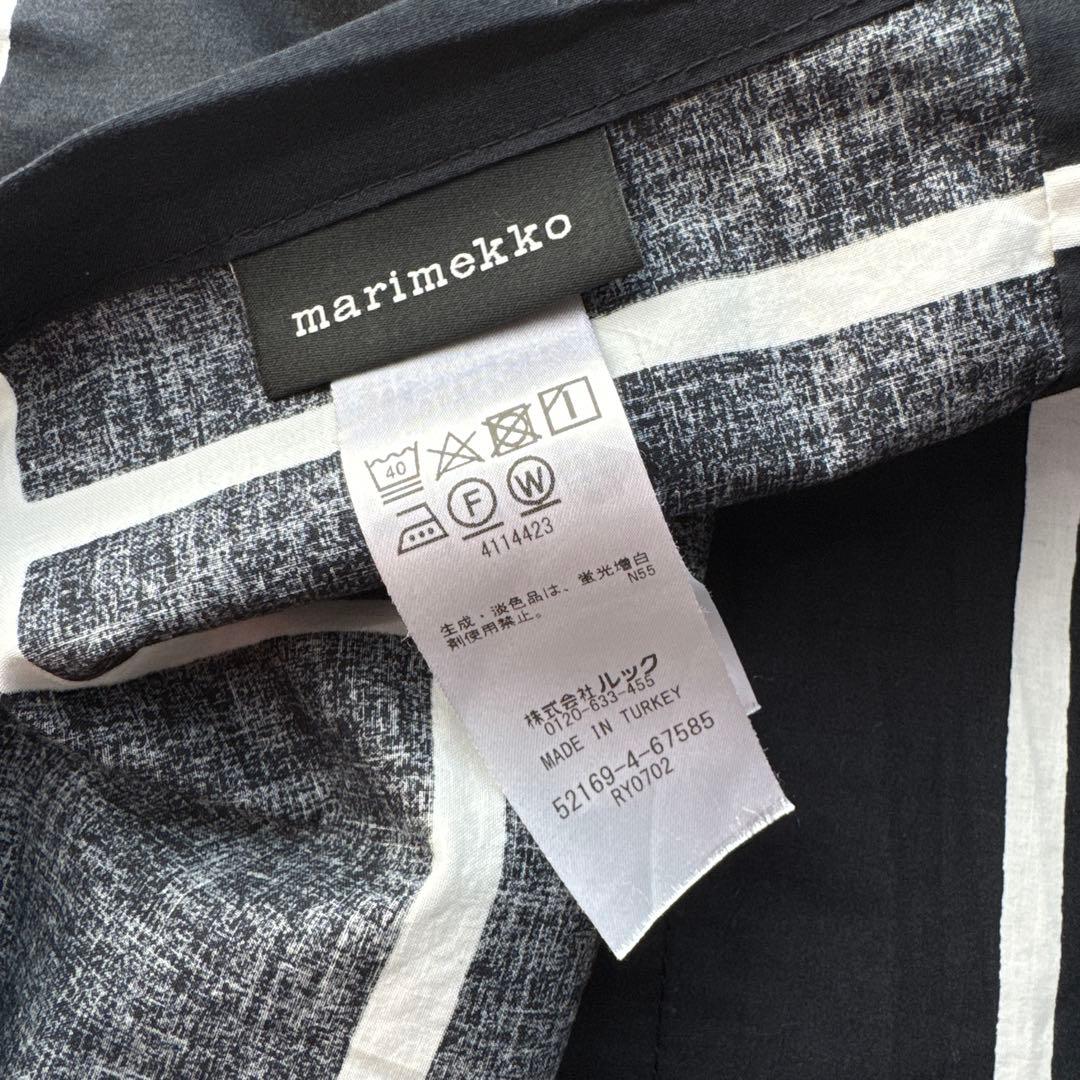 marimekko
40
F W
4114423
生成・淡色品は、蛍光増白
剤使用禁止。 N55
株式会社ルック
0120-633-455
MADE IN TURKEY
52169-4-67585
RY0702